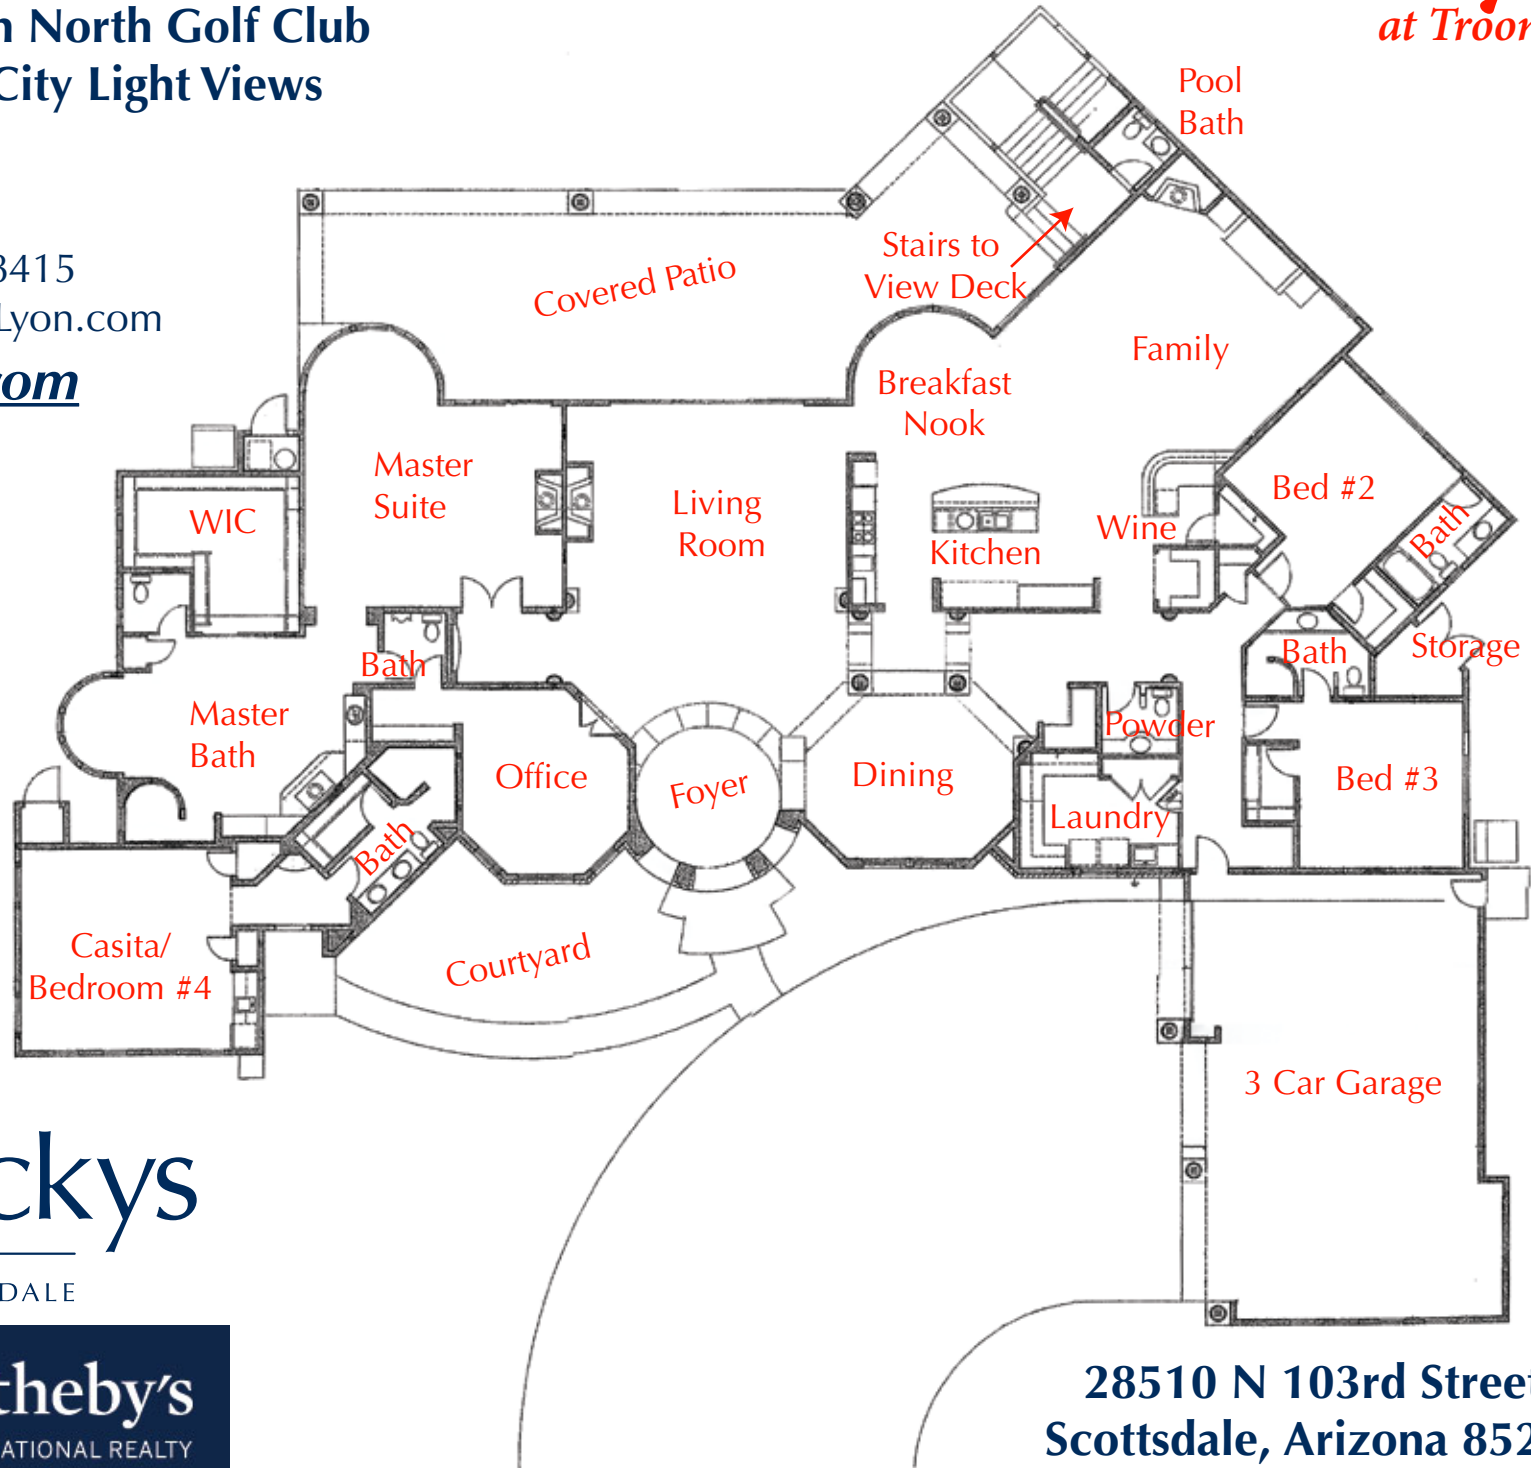 n North Golf Club
City Light Views
at Troon
3415
Lyon.com
com
Pool
Bath
Stairs to
View Deck
Covered Patio
Family
Breakfast
Nook
Master
Suite
Living
Room
WIC
Bed #2
Bath
Wine
Kitchen
Bath
Bath
Storage
Master
Bath
Powder
Office
Foyer
Dining
Bed #3
Laundry
Bath
Casita/
Bedroom #4
Courtyard
3 Car Garage
ckys
DALE
theby's
ATIONAL REALTY
28510 N 103rd Street
Scottsdale, Arizona 852